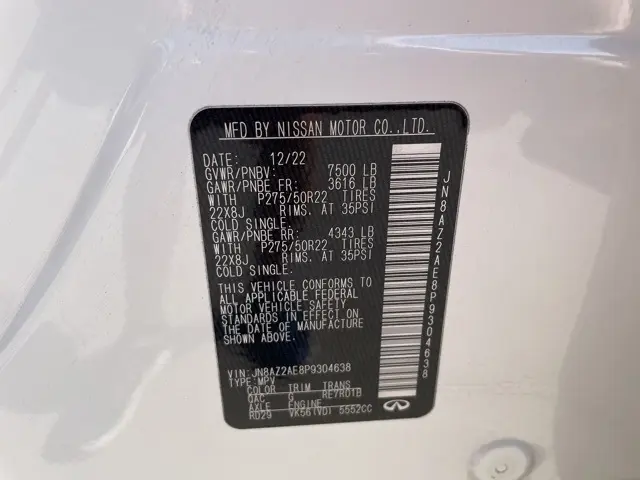 MFD BY NISSAN MOTOR CO.,LTD.
DATE: 12/22
GVWR/PNBV: 7500 LB
GAWR/PNBE FR: 3616 LB
WITH P275/50R22 TIRES
22X8J RIMS. AT 35PSI
COLD SINGLE.
GAWR/PNBE RR: 4343 LB
WITH P275/50R22 TIRES
22X8J RIMS. AT 35PSI
COLD SINGLE.
THIS VEHICLE CONFORMS TO
ALL APPLICABLE FEDERAL
MOTOR VEHICLE SAFETY
STANDARDS IN EFFECT ON
THE DATE OF MANUFACTURE
SHOWN ABOVE.
VIN:JN8AZ2AE8P9304638
TYPE:MPV
COLOR TRIM TRANS
QAC G RE7R01B
AXLE ENGINE
RD29 VK56(VD) 5552CC
JN8AZ2AE8P9304638